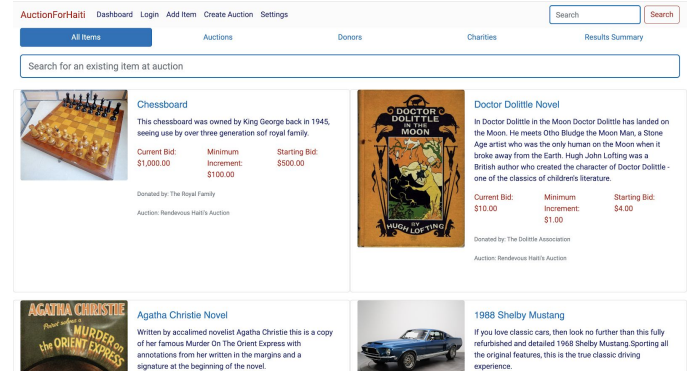 AuctionForHaiti Dashboard Login Add Item Create Auction Settings Search Search
All Items Auctions Donors Charities Results Summary
Search for an existing item at auction
Chessboard
This chessboard was owned by King George back in 1945,
seeing use by over three generation sof royal family.
Current Bid:
$1,000.00
Minimum
Increment:
$100.00
Starting Bid:
$500.00
Donated by: The Royal Family
Auction: Rendevous Haiti's Auction
DOCTOR
DOLITTLE
IN THE
MOON
BY
HUGH LOFTING
Doctor Dolittle Novel
In Doctor Dolittle in the Moon Doctor Dolittle has landed on
the Moon. He meets Otho Bludge the Moon Man, a Stone
Age artist who was the only human on the Moon when it
broke away from the Earth. Hugh John Lofting was a
British author who created the character of Doctor Dolittle -
one of the classics of children's literature.
Current Bid:
$10.00
Minimum
Increment:
$1.00
Starting Bid:
$4.00
Donated by: The Dolittle Association
Auction: Rendevous Haiti's Auction
AGATHA CHRISTIE
MURDER on
the ORIENT EXPRESS
Agatha Christie Novel
Written by accalimed novelist Agatha Christie this is a copy
of her famous Murder On The Orient Express with
annotations from her written in the margins and a
signature at the beginning of the novel.
1988 Shelby Mustang
If you love classic cars, then look no further than this fully
refurbished and detailed 1968 Shelby Mustang.Sporting all
the original features, this is the true classic driving
experience.